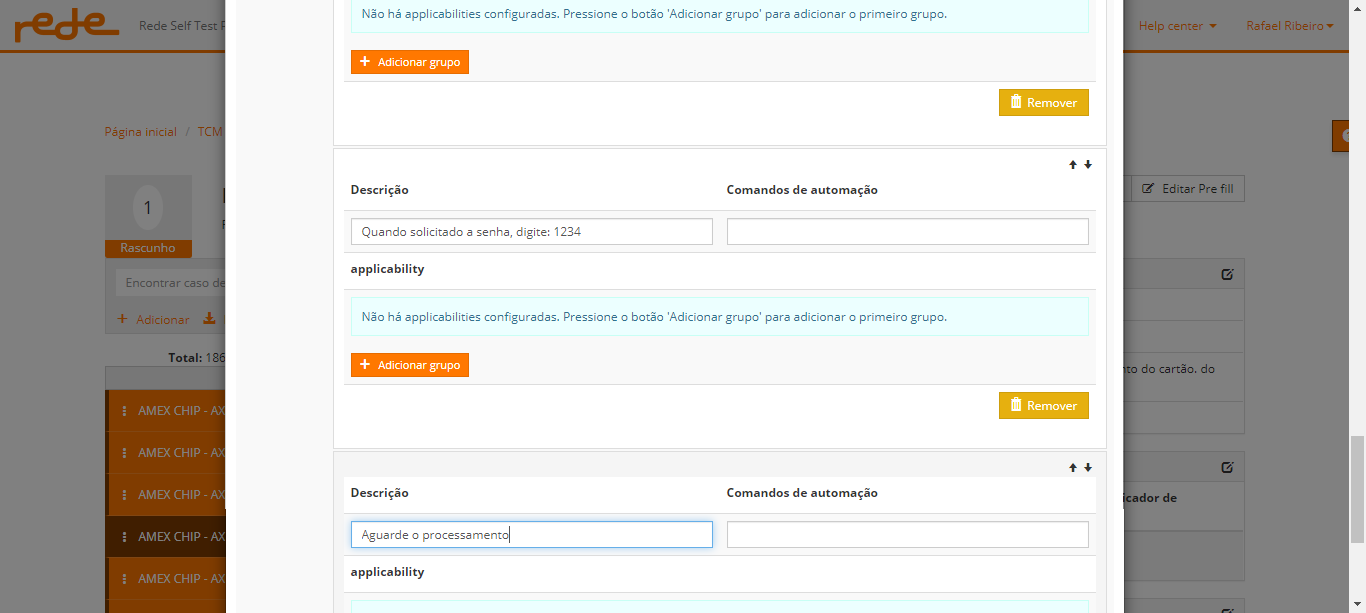 rede
Rede Self Test
Help center
Rafael Ribeiro
Página inicial / TCM
1
Rascunho
Encontrar caso de
+ Adicionar
Total: 186
AMEX CHIP - AX
AMEX CHIP - AX
AMEX CHIP - AX
AMEX CHIP - AX
AMEX CHIP - AX
Não há applicabilities configuradas. Pressione o botão 'Adicionar grupo' para adicionar o primeiro grupo.
+ Adicionar grupo
Remover
Descrição
Comandos de automação
Quando solicitado a senha, digite: 1234
applicability
Não há applicabilities configuradas. Pressione o botão 'Adicionar grupo' para adicionar o primeiro grupo.
+ Adicionar grupo
Remover
Descrição
Comandos de automação
Aguarde o processamento
applicability
Editar Pre fill
nto do cartão. do
icador de